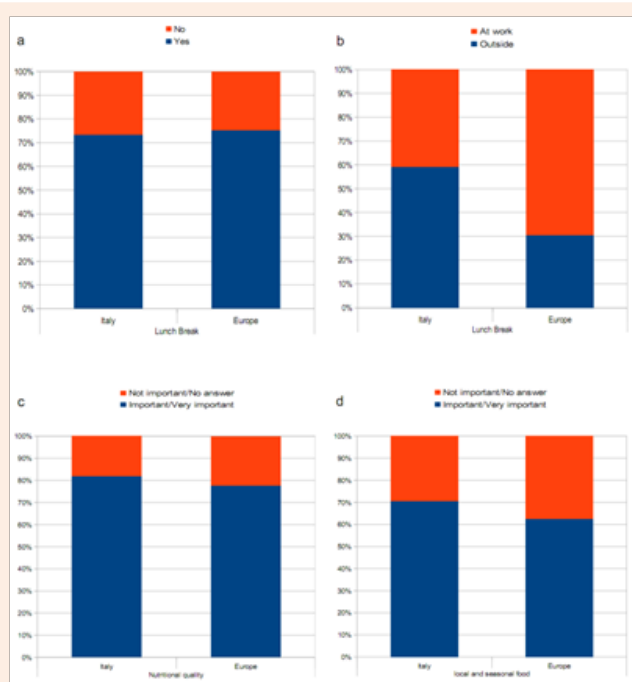 a
No
Yes
100%
90%
80%
70%
60%
50%
40%
30%
20%
10%
0%
Italy Europe
Lunch Break
b
At work
Outside
100%
90%
80%
70%
60%
50%
40%
30%
20%
10%
0%
Italy Europe
Lunch Break
c
Not important/No answer
Important/Very important
100%
90%
80%
70%
60%
50%
40%
30%
20%
10%
0%
Italy Europe
Nutritional quality
d
Not important/No answer
Important/Very important
100%
90%
80%
70%
60%
50%
40%
30%
20%
10%
0%
Italy Europe
local and seasonal food